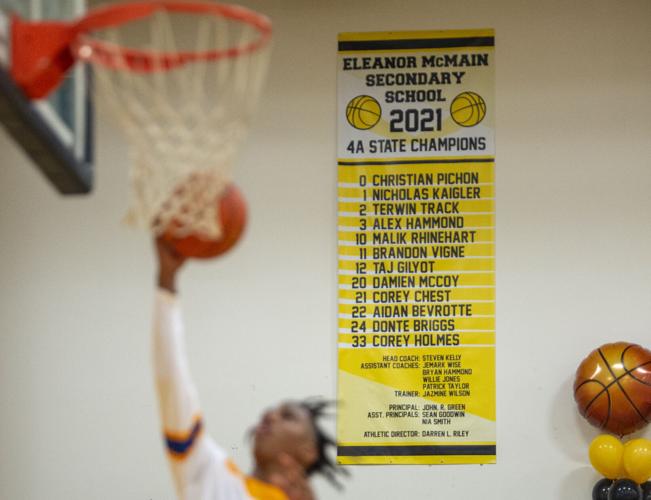 ELEANOR MCMAIN
SECONDARY
SCHOOL
2021
4A STATE CHAMPIONS
0 CHRISTIAN PICHON
1 NICHOLAS KAIGLER
2 TERWIN TRACK
3 ALEX HAMMOND
10 MALIK RHINEHART
11 BRANDON VIGNE
12 TAJ GILYOT
20 DAMIEN MCCOY
21 COREY CHEST
22 AIDAN BEVROTTE
24 DONTE BRIGGS
33 COREY HOLMES
HEAD COACH: STEVEN KELLY
ASSISTANT COACHES: JEMARK WISE
BRYAN HAMMOND
WILLIE JONES
PATRICK TAYLOR
TRAINER: JAZMINE WILSON
PRINCIPAL: JOHN. R. GREEN
ASST. PRINCIPALS: SEAN GOODWIN
NIA SMITH
ATHLETIC DIRECTOR: DARREN L. RILEY